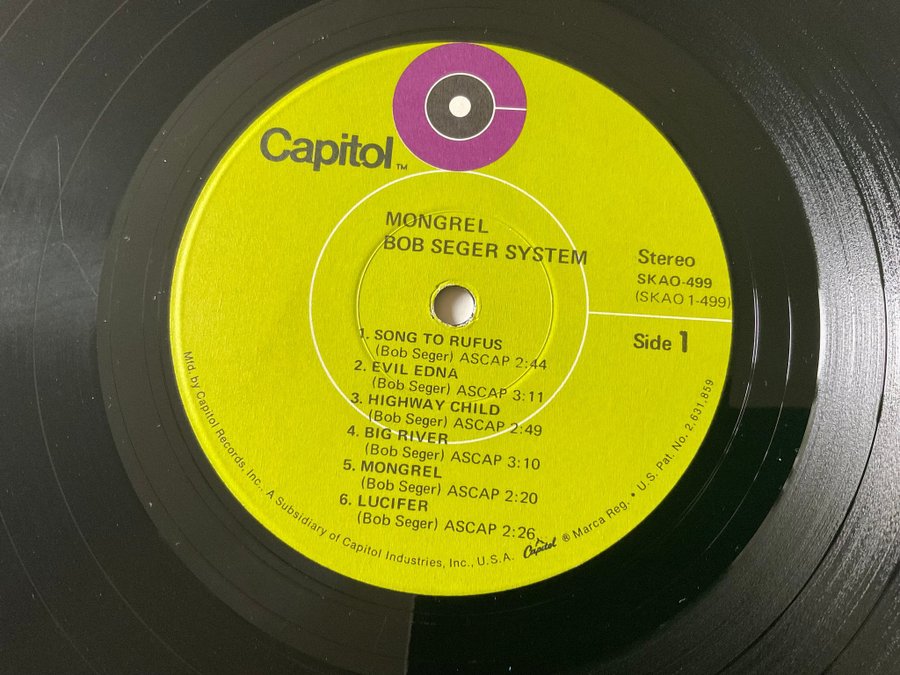 Capitol™
MONGREL
BOB SEGER SYSTEM
Stereo
SKAO-499
(SKAO 1-499)
Side 1
1. SONG TO RUFUS
(Bob Seger) ASCAP 2:44
2. EVIL EDNA
(Bob Seger) ASCAP 3:11
3. HIGHWAY CHILD
(Bob Seger) ASCAP 2:49
4. BIG RIVER
(Bob Seger) ASCAP 3:10
5. MONGREL
(Bob Seger) ASCAP 2:20
6. LUCIFER
(Bob Seger) ASCAP 2:26
Mfd. by Capitol Records, Inc., A Subsidiary of Capitol Industries, Inc., U.S.A. Capitol ® Marca Reg. • U.S. Pat. No. 2,631,859